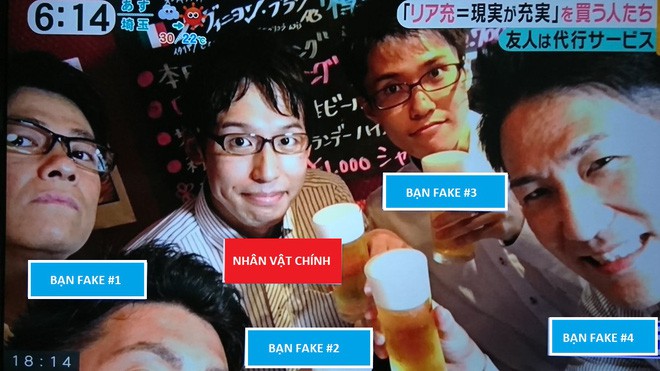 6:14
あす
埼玉
30
22℃
「リア充=現実が充実」を買う人たち
友人は代行サービス
¥1,000
BẠN FAKE #3
NHÂN VẬT CHÍNH
BẠN FAKE #1
BẠN FAKE #2
BẠN FAKE #4
18:14